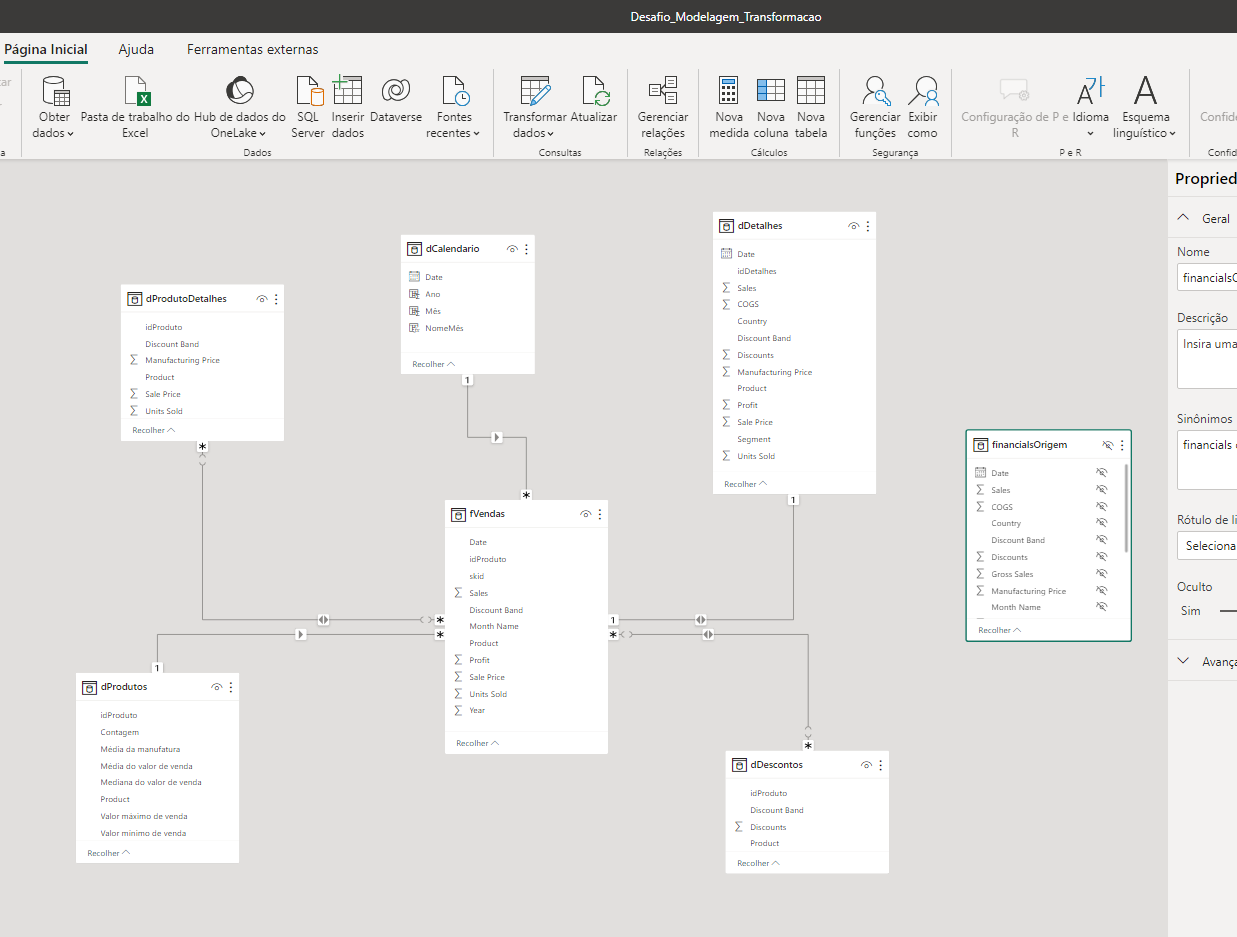 Desafio_Modelagem_Transformacao
Página Inicial
Ajuda
Ferramentas externas
Obter
dados
Pasta de trabalho do
Excel
Hub de dados do
OneLake
SQL
Server
Inserir
dados
Dataverse
Fontes
recentes
Dados
Transformar
dados
Atualizar
Consultas
Gerenciar
relações
Relações
Nova
medida
Nova
coluna
Nova
tabela
Cálculos
Gerenciar
funções
Exibir
como
Segurança
Configuração de P e
R
Idioma
Esquema
linguístico
P e R
Confide
Confid
Propried
Geral
Nome
financialsO
Descrição
Insira uma
Sinônimos
financials
Rótulo de li
Seleciona
Oculto
Sim
Avança
dProdutoDetalhes
idProduto
Discount Band
Manufacturing Price
Product
Sale Price
Units Sold
Recolher
*
dCalendario
Date
Ano
Mês
NomeMês
Recolher
1
dDetalhes
Date
idDetalhes
Sales
COGS
Country
Discount Band
Discounts
Manufacturing Price
Product
Profit
Sale Price
Segment
Units Sold
Recolher
1
financialsOrigem
Date
Sales
COGS
Country
Discount Band
Discounts
Gross Sales
Manufacturing Price
Month Name
Recolher
*
fVendas
Date
idProduto
skid
Sales
Discount Band
Month Name
Product
Profit
Sale Price
Units Sold
Year
Recolher
*
*
1
*
1
dProdutos
idProduto
Contagem
Média da manufatura
Média do valor de venda
Mediana do valor de venda
Product
Valor máximo de venda
Valor mínimo de venda
Recolher
*
dDescontos
idProduto
Discount Band
Discounts
Product
Recolher